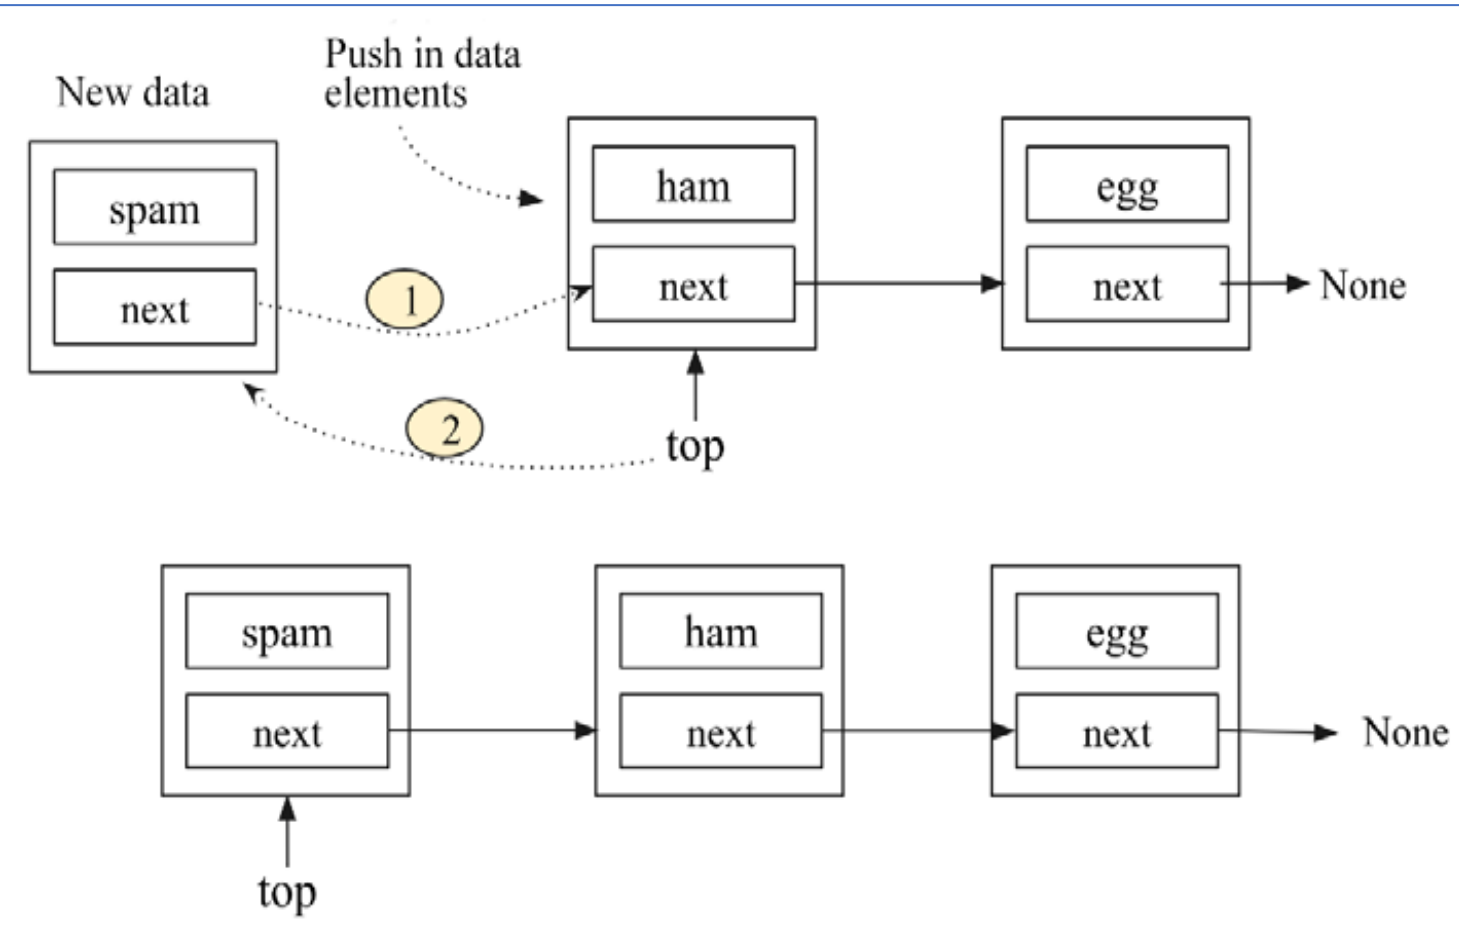 New data
Push in data
elements
spam
next
1
ham
next
egg
next
None
2
top
spam
next
ham
next
egg
next
None
top